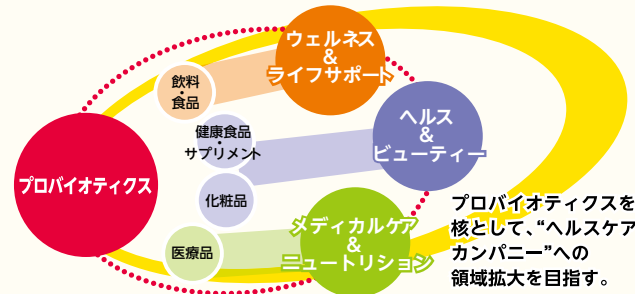 ウェルネス
&
ライフサポート
飲料
・
食品
ヘルス
&
ビューティー
健康食品
・
サプリメント
プロバイオティクス
化粧品
メディカルケア
&
ニュートリション
医療品
プロバイオティクスを
核として、“ヘルスケア
カンパニー”への
領域拡大を目指す。